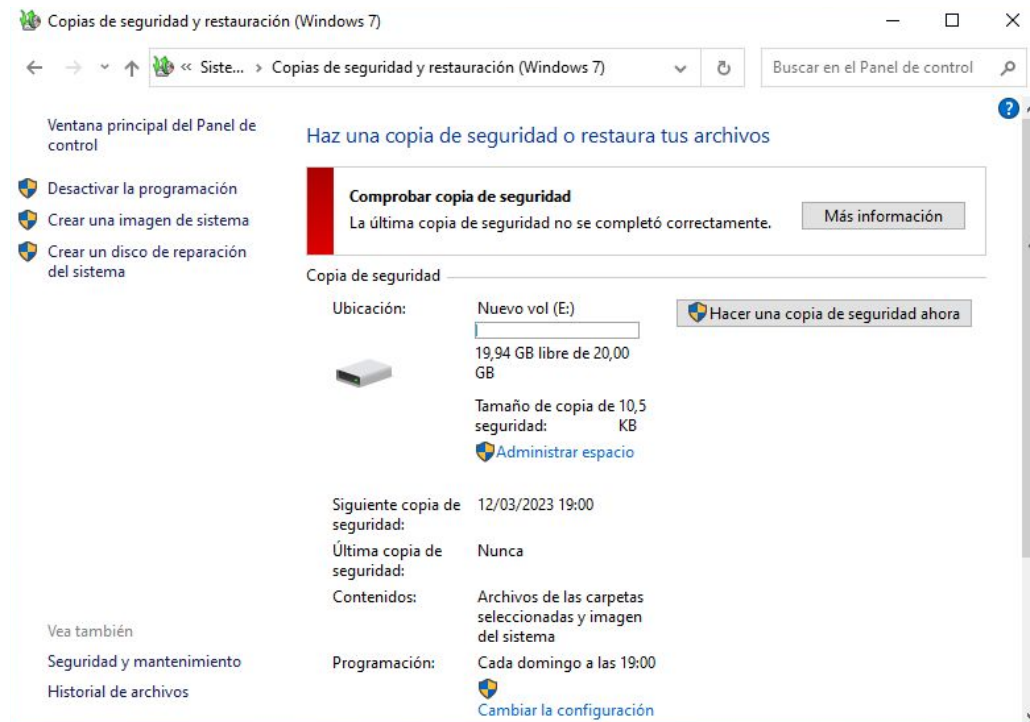 Copias de seguridad y restauración (Windows 7)
« Siste... › Copias de seguridad y restauración (Windows 7)
Buscar en el Panel de control
Ventana principal del Panel de
control
Desactivar la programación
Crear una imagen de sistema
Crear un disco de reparación
del sistema
Haz una copia de seguridad o restaura tus archivos
Comprobar copia de seguridad
La última copia de seguridad no se completó correctamente.
Más información
Copia de seguridad
Ubicación:
Nuevo vol (E:)
Hacer una copia de seguridad ahora
19,94 GB libre de 20,00
GB
Tamaño de copia de 10,5
seguridad: KB
Administrar espacio
Siguiente copia de 12/03/2023 19:00
seguridad:
Última copia de Nunca
seguridad:
Contenidos: Archivos de las carpetas
seleccionadas y imagen
del sistema
Programación: Cada domingo a las 19:00
Cambiar la configuración
Vea también
Seguridad y mantenimiento
Historial de archivos